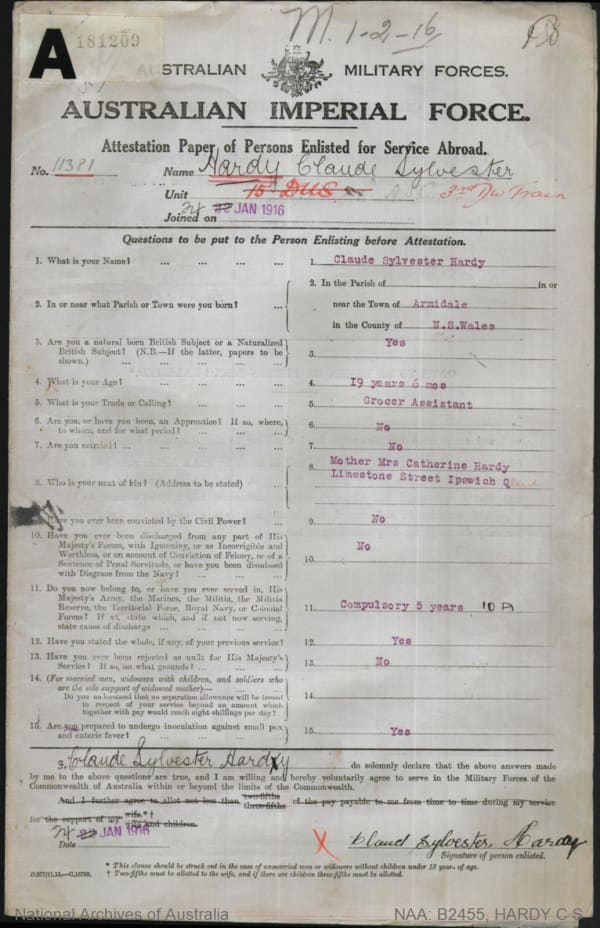 A
181209
M. 1-2-16
AUSTRALIAN MILITARY FORCES.
AUSTRALIAN IMPERIAL FORCE.
Attestation Paper of Persons Enlisted for Service Abroad.
No. 11381 Name Hardy Claude Sylvester
Unit 15 DUS 3rd Div Train
Joined on 24 22 JAN 1916
Questions to be put to the Person Enlisting before Attestation.
1. What is your Name? ... ... ... ... 1. Claude Sylvester Hardy
2. In or near what Parish or Town were you born? ... 2. In the Parish of in or
near the Town of Armidale
in the County of N.S.Wales
3. Are you a natural born British Subject or a Naturalized
British Subject? (N.B.—If the latter, papers to be
shown.) ... ... ... ... 3. Yes
4. What is your Age? ... ... ... ... 4. 19 years 6 mos
5. What is your Trade or Calling? ... ... ... 5. Grocer Assistant
6. Are you, or have you been, an Apprentice? If so, where,
to whom, and for what period? ... ... ... 6. No
7. Are you married? ... ... ... ... ... 7. No
8. Who is your next of kin? (Address to be stated) ... 8. Mother Mrs Catherine Hardy
Limestone Street Ipswich Q
9. Have you ever been convicted by the Civil Power? ... 9. No
10. Have you ever been discharged from any part of His
Majesty's Forces, with Ignominy, or as Incorrigible and
Worthless, or on account of Conviction of Felony, or of a
Sentence of Penal Servitude, or have you been dismissed
with Disgrace from the Navy? ... ... ... 10. No
11. Do you now belong to, or have you ever served in, His
Majesty's Army, the Marines, the Militia, the Militia
Reserve, the Territorial Force, Royal Navy, or Colonial
Forces? If so, state which, and if not now serving,
state cause of discharge ... ... ... ... 11. Compulsory 5 years
12. Have you stated the whole, if any, of your previous service? 12. Yes
13. Have you ever been rejected as unfit for His Majesty's
Service? If so, on what grounds? ... ... ... 13. No
14. (For married men, widowers with children, and soldiers who
are the sole support of widowed mother)—
Do you understand that no separation allowance will be issued
in respect of your service beyond an amount which
together with pay would reach eight shillings per day? ... 14.
15. Are you prepared to undergo inoculation against small pox
and enteric fever? ... ... ... ... 15. Yes
I, Claude Sylvester Hardy do solemnly declare that the above answers made
by me to the above questions are true, and I am willing and hereby voluntarily agree to serve in the Military Forces of the
Commonwealth of Australia within or beyond the limits of the Commonwealth.
And I further agree to allot not less than two-fifths three-fifths of the pay payable to me from time to time during my service
for the support of my wife *† wife and children.
Date 24 22 JAN 1916 X Claud Sylvester Hardy
Signature of person enlisted.
* This clause should be struck out in the case of unmarried men or widowers without children under 18 years of age.
† Two-fifths must be allotted to the wife, and if there are children three-fifths must be allotted.
National Archives of Australia NAA: B2455, HARDY C S